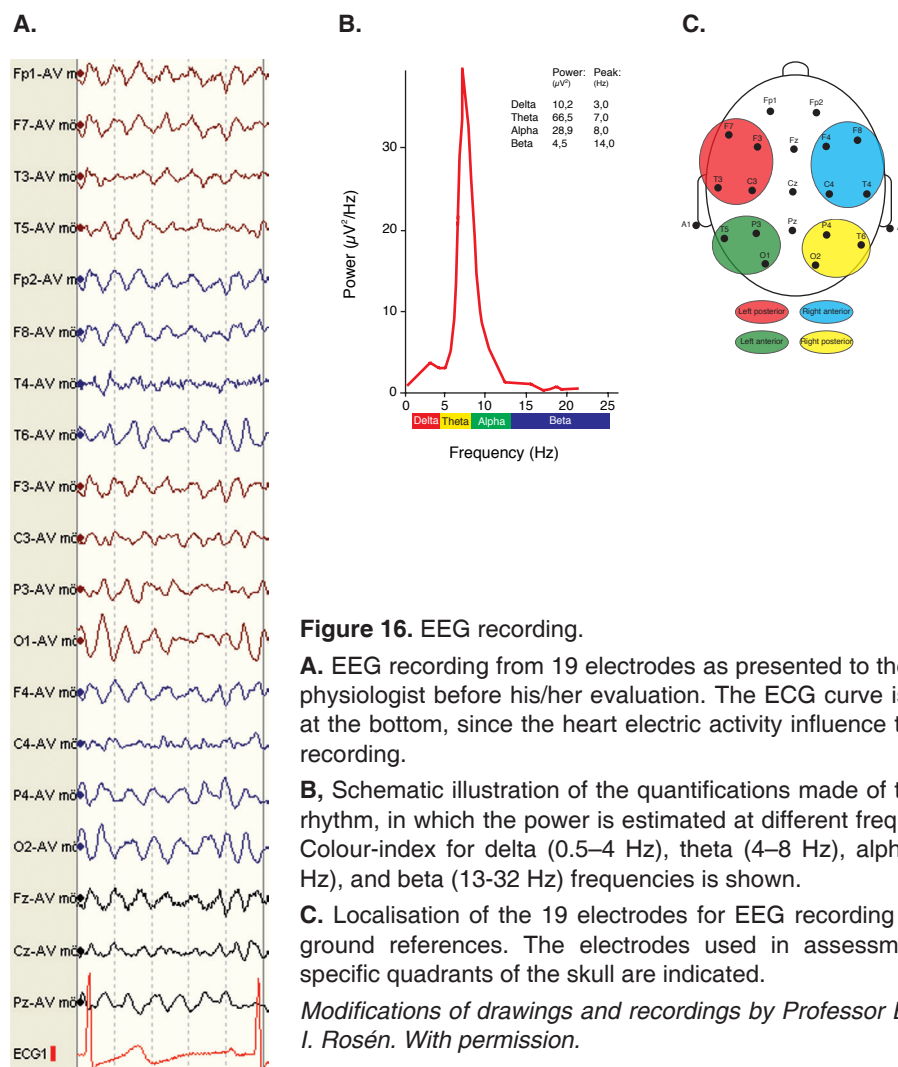 A.
Fp1-AV m
F7-AV mö
T3-AV mö
T5-AV mö
Fp2-AV mö
F8-AV mö
T4-AV mö
T6-AV mö
F3-AV mö
C3-AV mö
P3-AV mö
O1-AV mö
F4-AV mö
C4-AV mö
P4-AV mö
O2-AV mö
Fz-AV mö
Cz-AV mö
Pz-AV mö
ECG1
B.
Power: Peak:
(µV²) (Hz)
Delta 10,2 3,0
Theta 66,5 7,0
Alpha 28,9 8,0
Beta 4,5 14,0
Power (µV²/Hz)
30
20
10
0
0 5 10 15 20 25
Delta Theta Alpha Beta
Frequency (Hz)
C.
Fp1 Fp2
F7 F3 Fz F4 F8
T3 C3 Cz C4 T4
A1 T5 P3 Pz P4 T6
O1 O2
Left posterior Right anterior
Left anterior Right posterior
Figure 16. EEG recording.
A. EEG recording from 19 electrodes as presented to the
physiologist before his/her evaluation. The ECG curve is
at the bottom, since the heart electric activity influence
recording.
B, Schematic illustration of the quantifications made of
rhythm, in which the power is estimated at different
Colour-index for delta (0.5–4 Hz), theta (4–8 Hz),
Hz), and beta (13-32 Hz) frequencies is shown.
C. Localisation of the 19 electrodes for EEG recording
ground references. The electrodes used in
specific quadrants of the skull are indicated.
Modifications of drawings and recordings by Professor
I. Rosén. With permission.